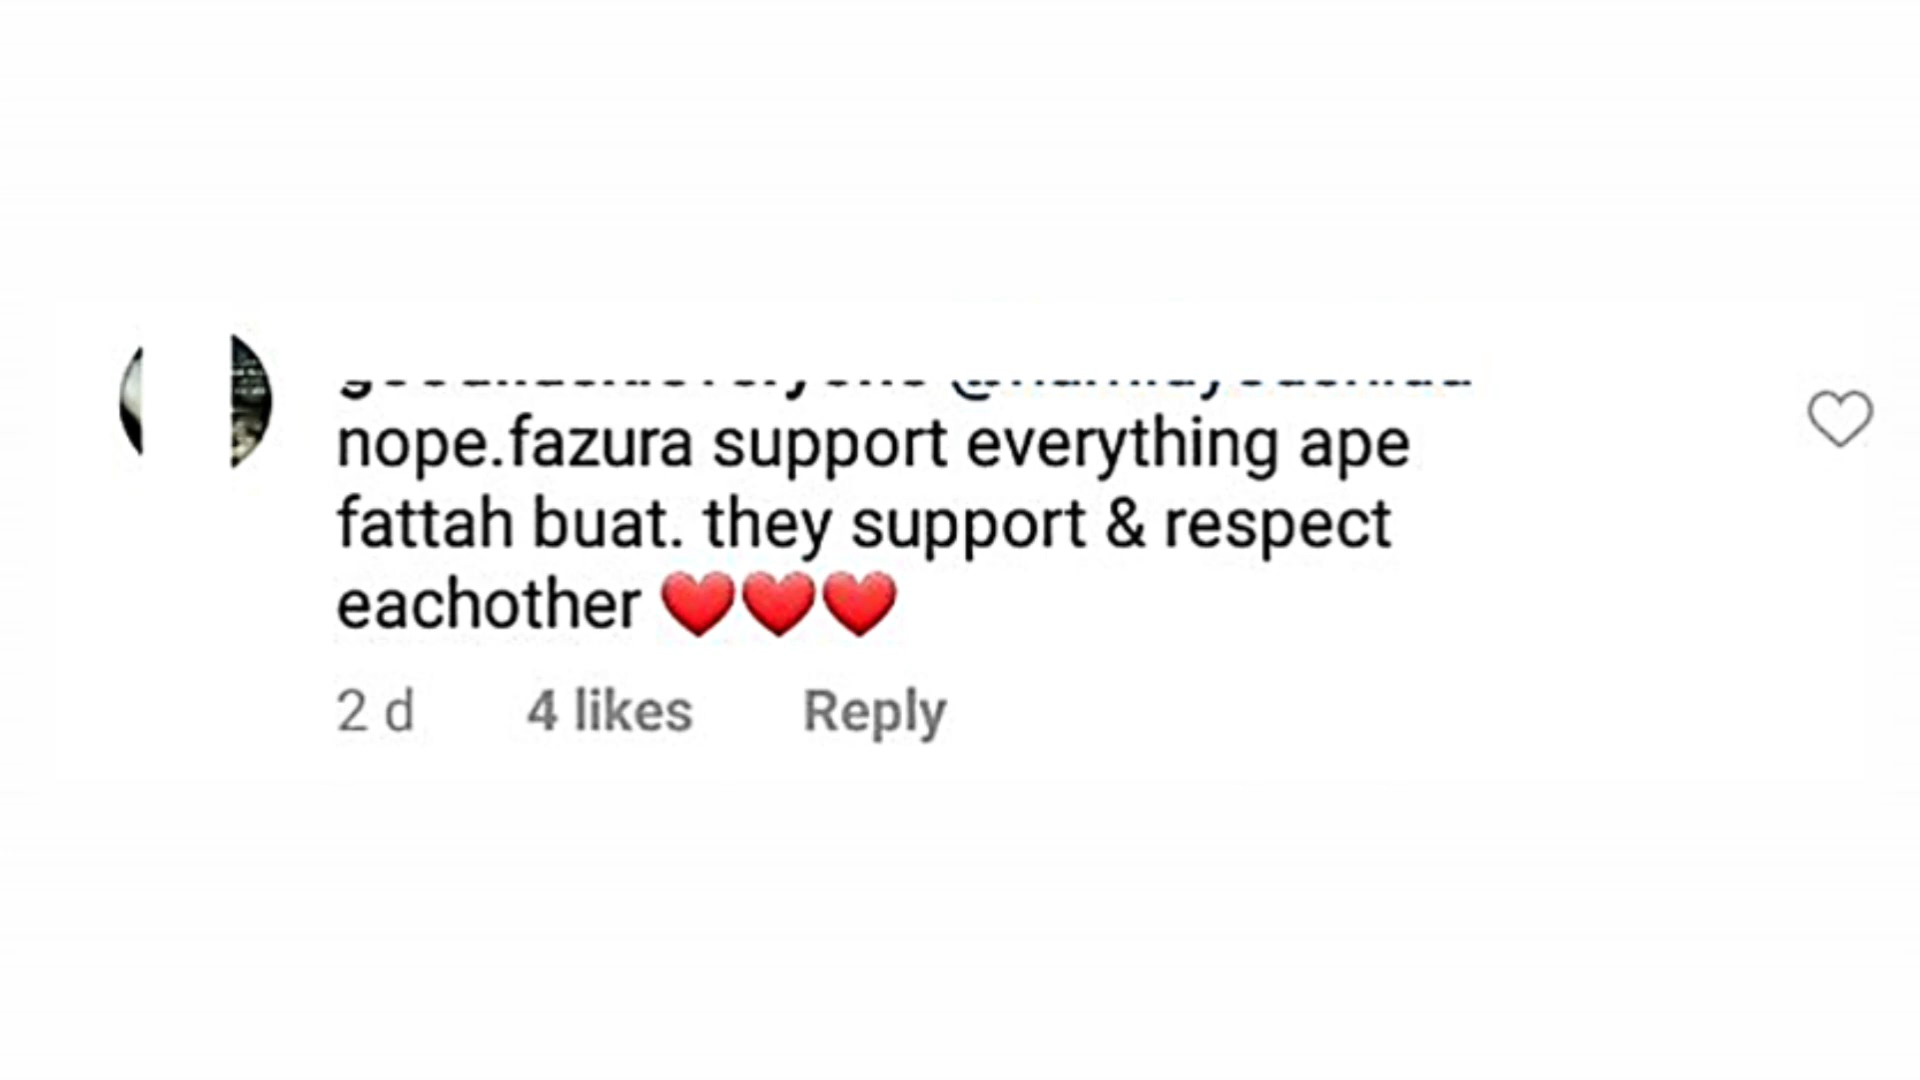 nope.fazura support everything ape
fattah buat. they support & respect
eachother ❤️❤️❤️
2 d 4 likes Reply